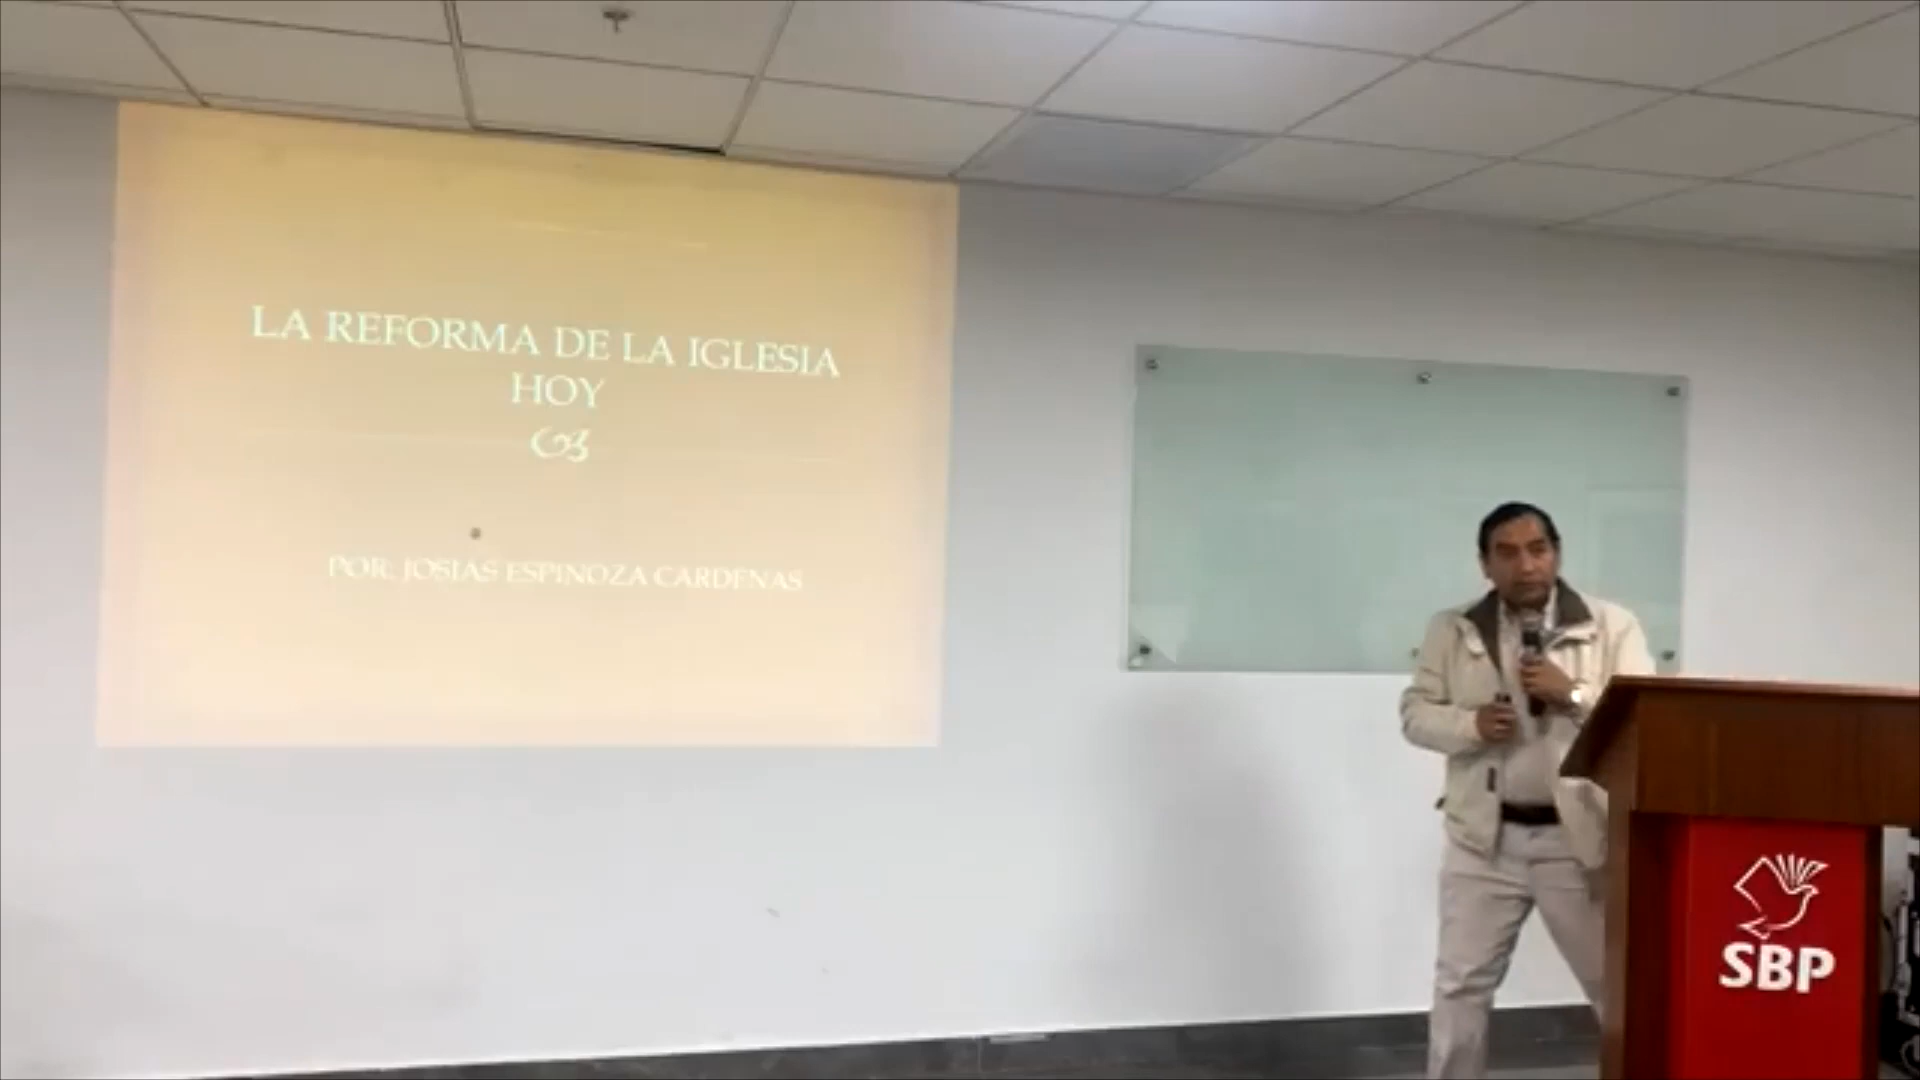 LA REFORMA DE LA IGLESIA
HOY
POR: JOSIAS ESPINOZA CARDENAS
SBP